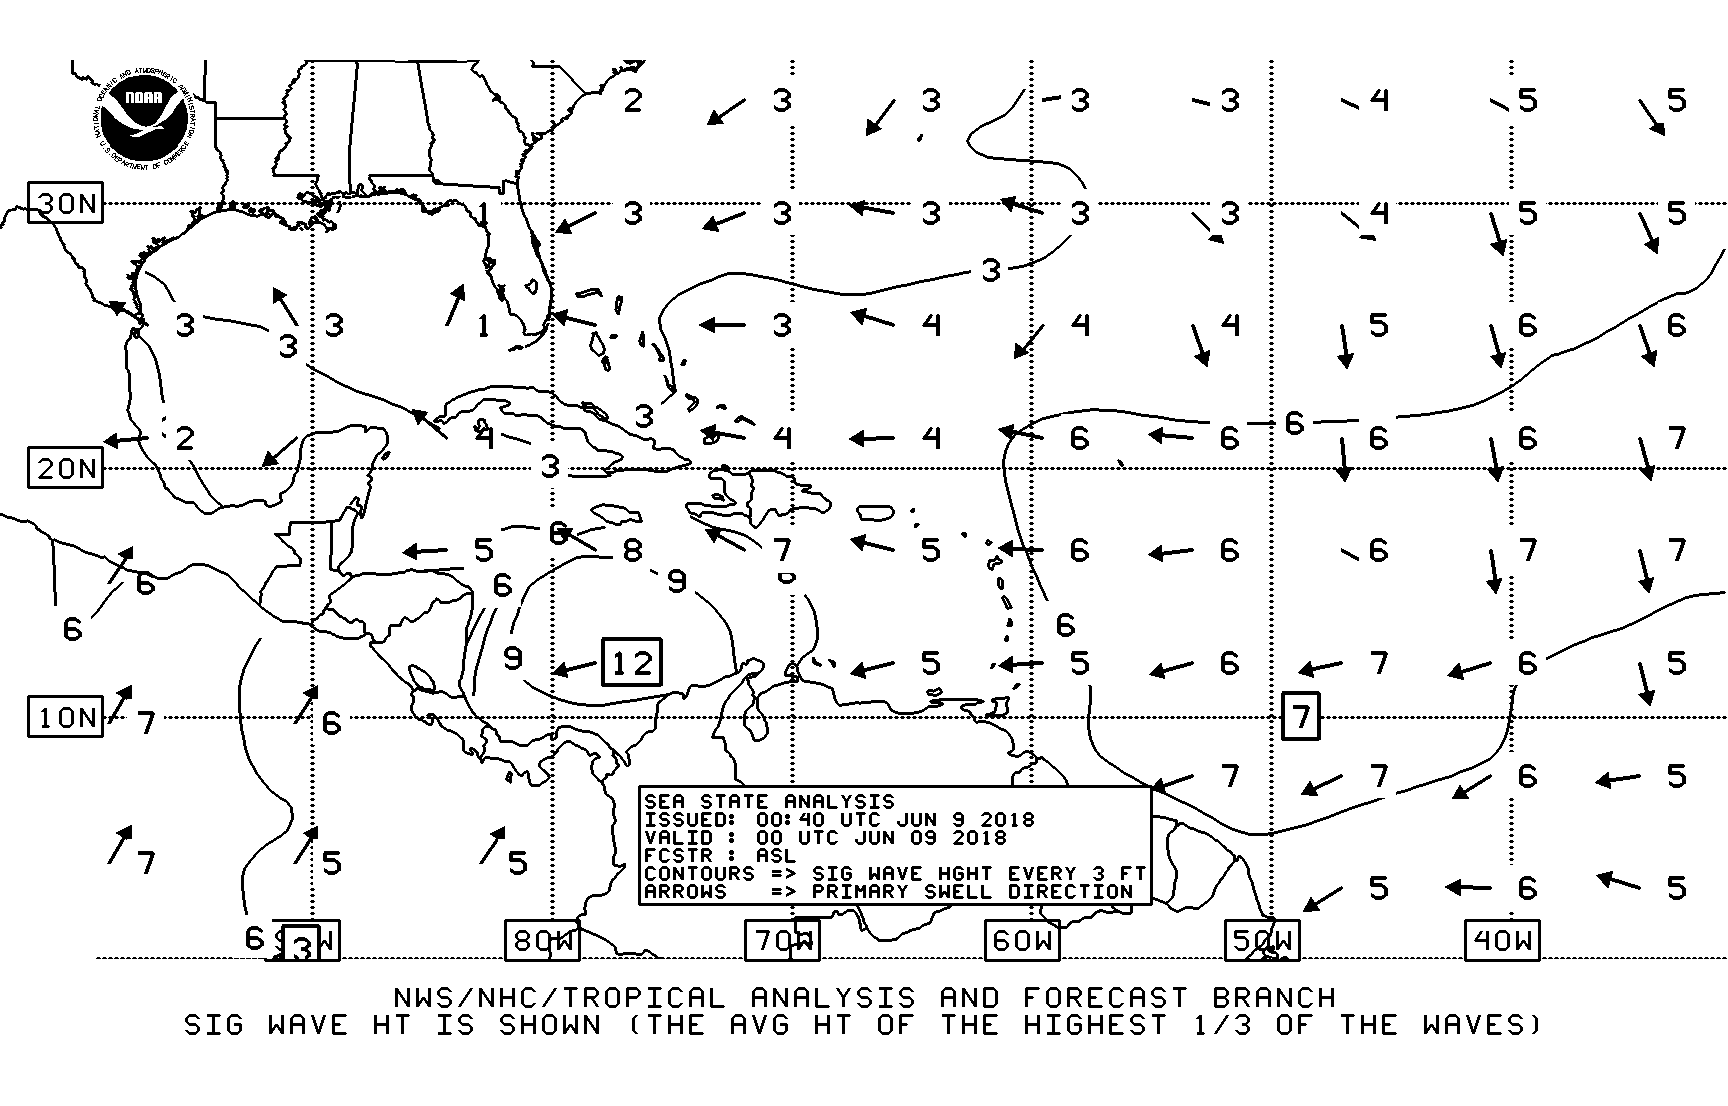 NATIONAL OCEANIC AND ATMOSPHERIC ADMINISTRATION
NOAA
U.S. DEPARTMENT OF COMMERCE
2 3 3 3 3 4 5 5
30N
1 3 3 3 3 3 4 5 5
3
3 3 1 3 4 4 4 5 6 6
3
3 6
2 4 4 4 6 6 6 6 7
20N
3
6
5 8 7 5 6 6 6 7 7
6 6 9
6 6
9 12 5 5 6 7 6 5
10N 7 6 7
7 7 6 5
SEA STATE ANALYSIS
ISSUED: 00:40 UTC JUN 9 2018
VALID : 00 UTC JUN 09 2018
FCSTR : ASL
CONTOURS => SIG WAVE HGHT EVERY 3 FT
ARROWS => PRIMARY SWELL DIRECTION
7 5 5 5 6 5
6 3 W 80W 70W 60W 50W 40W
NWS/NHC/TROPICAL ANALYSIS AND FORECAST BRANCH
SIG WAVE HT IS SHOWN (THE AVG HT OF THE HIGHEST 1/3 OF THE WAVES)